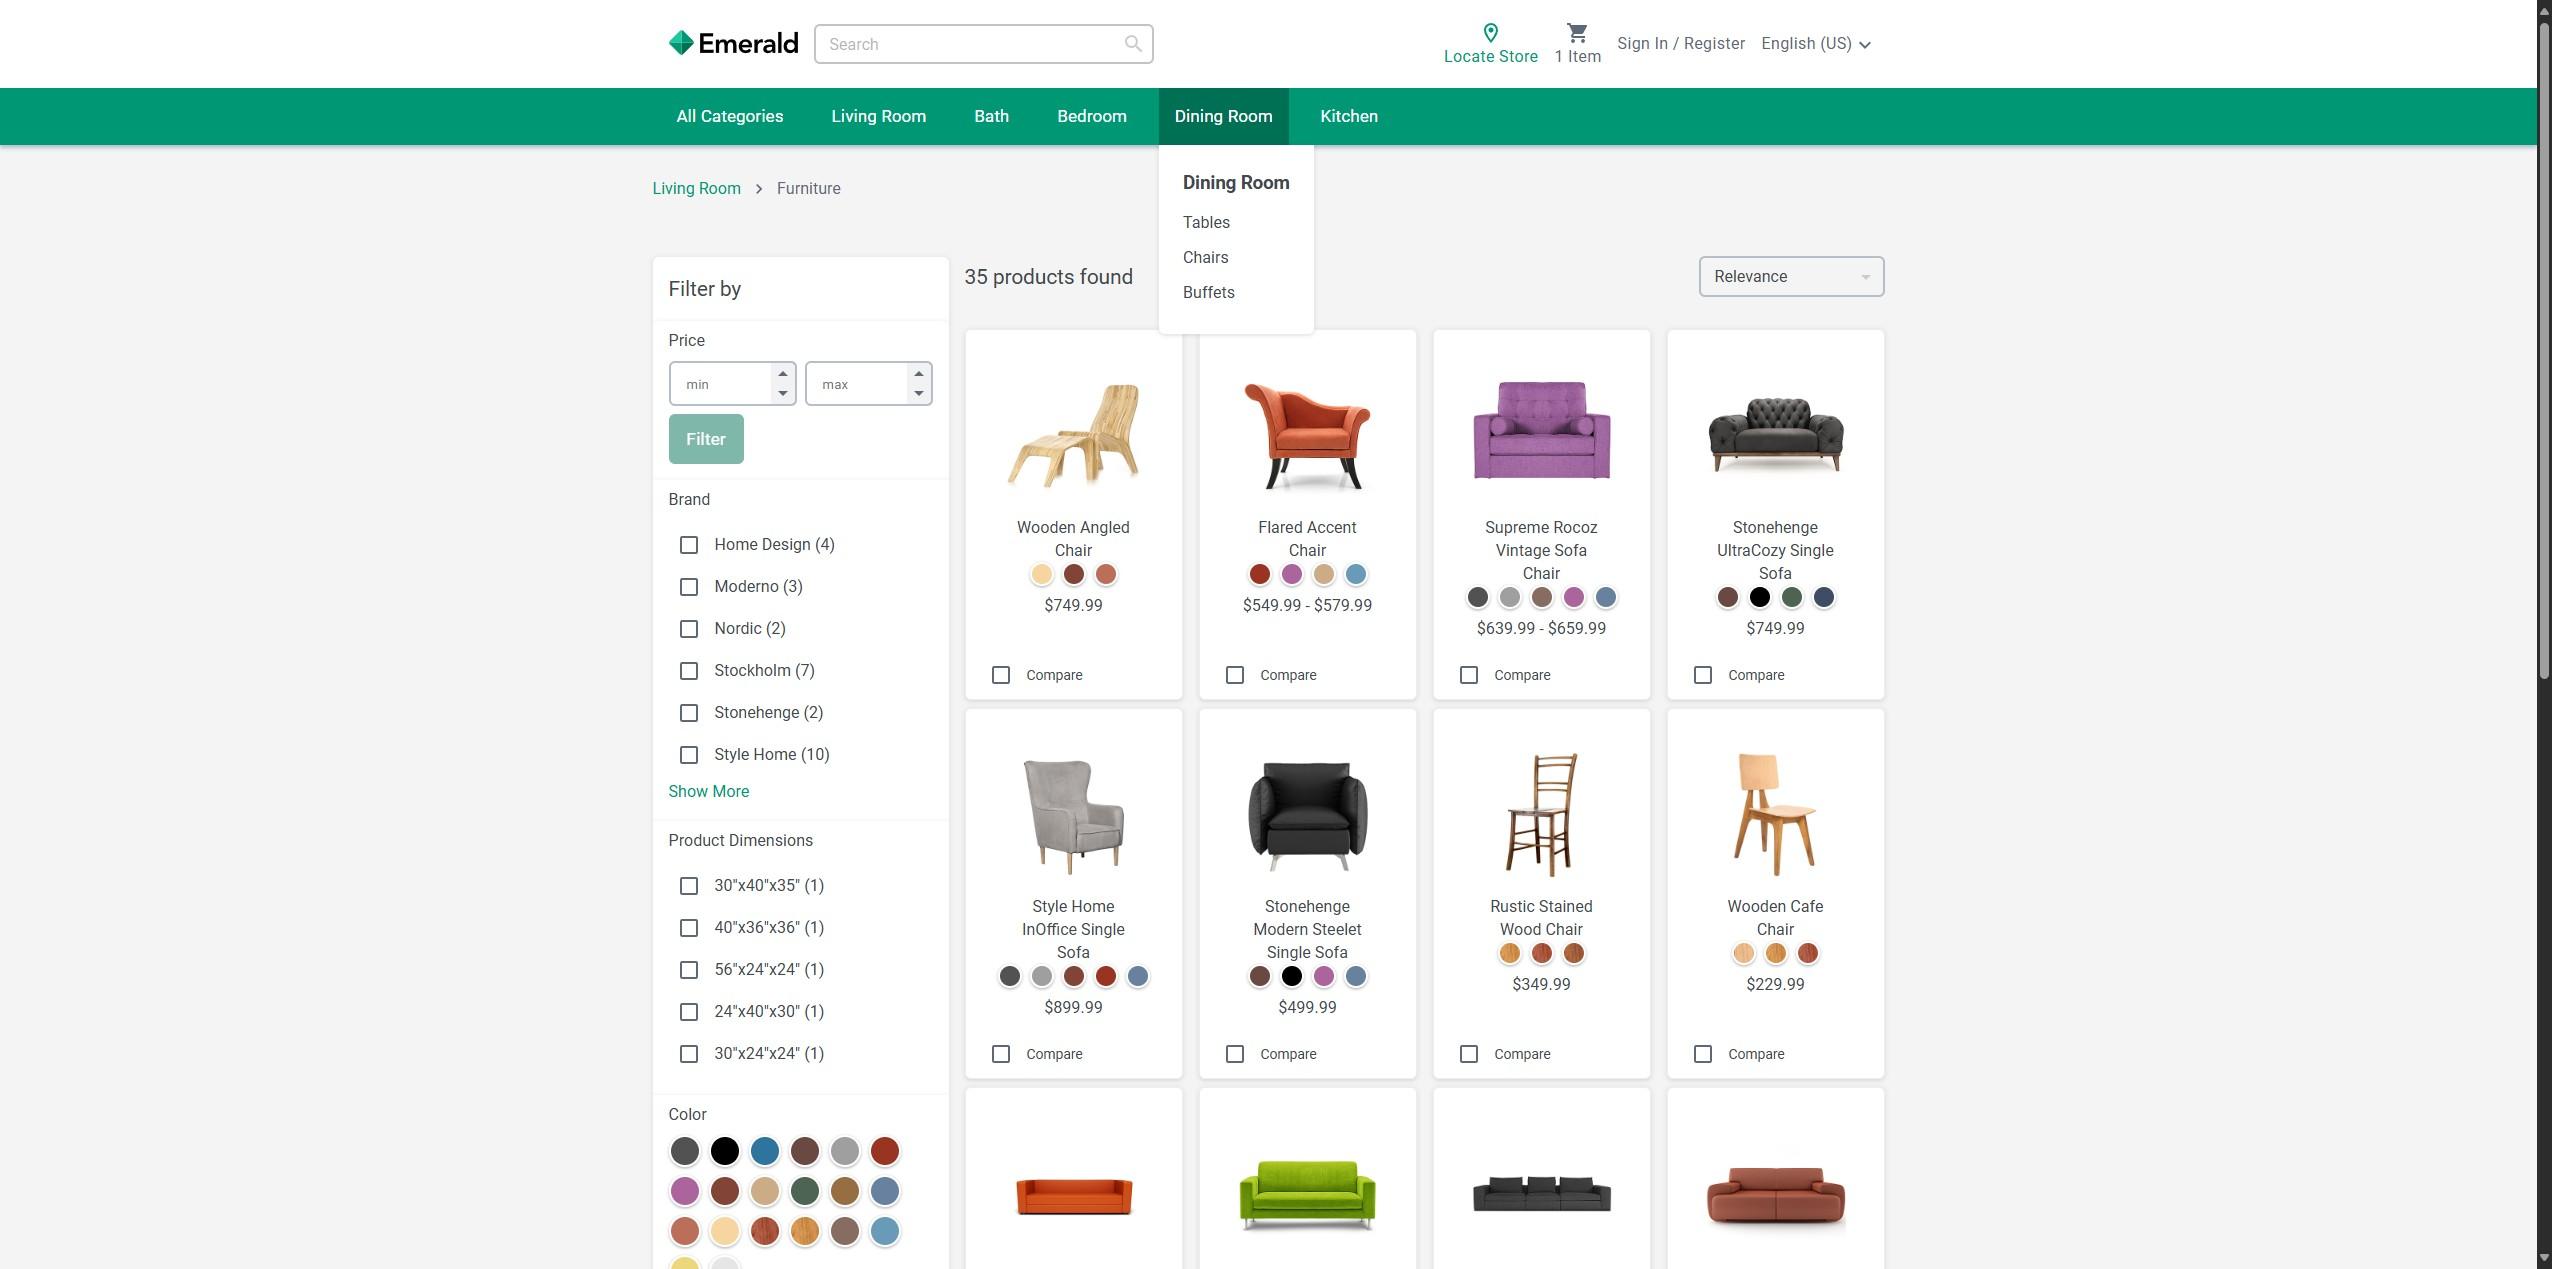 Emerald
Search
Locate Store
1 Item
Sign In / Register
English (US)
All Categories
Living Room
Bath
Bedroom
Dining Room
Kitchen
Living Room > Furniture
Dining Room
Tables
Chairs
Buffets
Filter by
Price
min
max
Filter
Brand
Home Design (4)
Moderno (3)
Nordic (2)
Stockholm (7)
Stonehenge (2)
Style Home (10)
Show More
Product Dimensions
30"x40"x35" (1)
40"x36"x36" (1)
56"x24"x24" (1)
24"x40"x30" (1)
30"x24"x24" (1)
Color
35 products found
Relevance
Wooden Angled
Chair
$749.99
Compare
Flared Accent
Chair
$549.99 - $579.99
Compare
Supreme Rocoz
Vintage Sofa
Chair
$639.99 - $659.99
Compare
Stonehenge
UltraCozy Single
Sofa
$749.99
Compare
Style Home
InOffice Single
Sofa
$899.99
Compare
Stonehenge
Modern Steelet
Single Sofa
$499.99
Compare
Rustic Stained
Wood Chair
$349.99
Compare
Wooden Cafe
Chair
$229.99
Compare